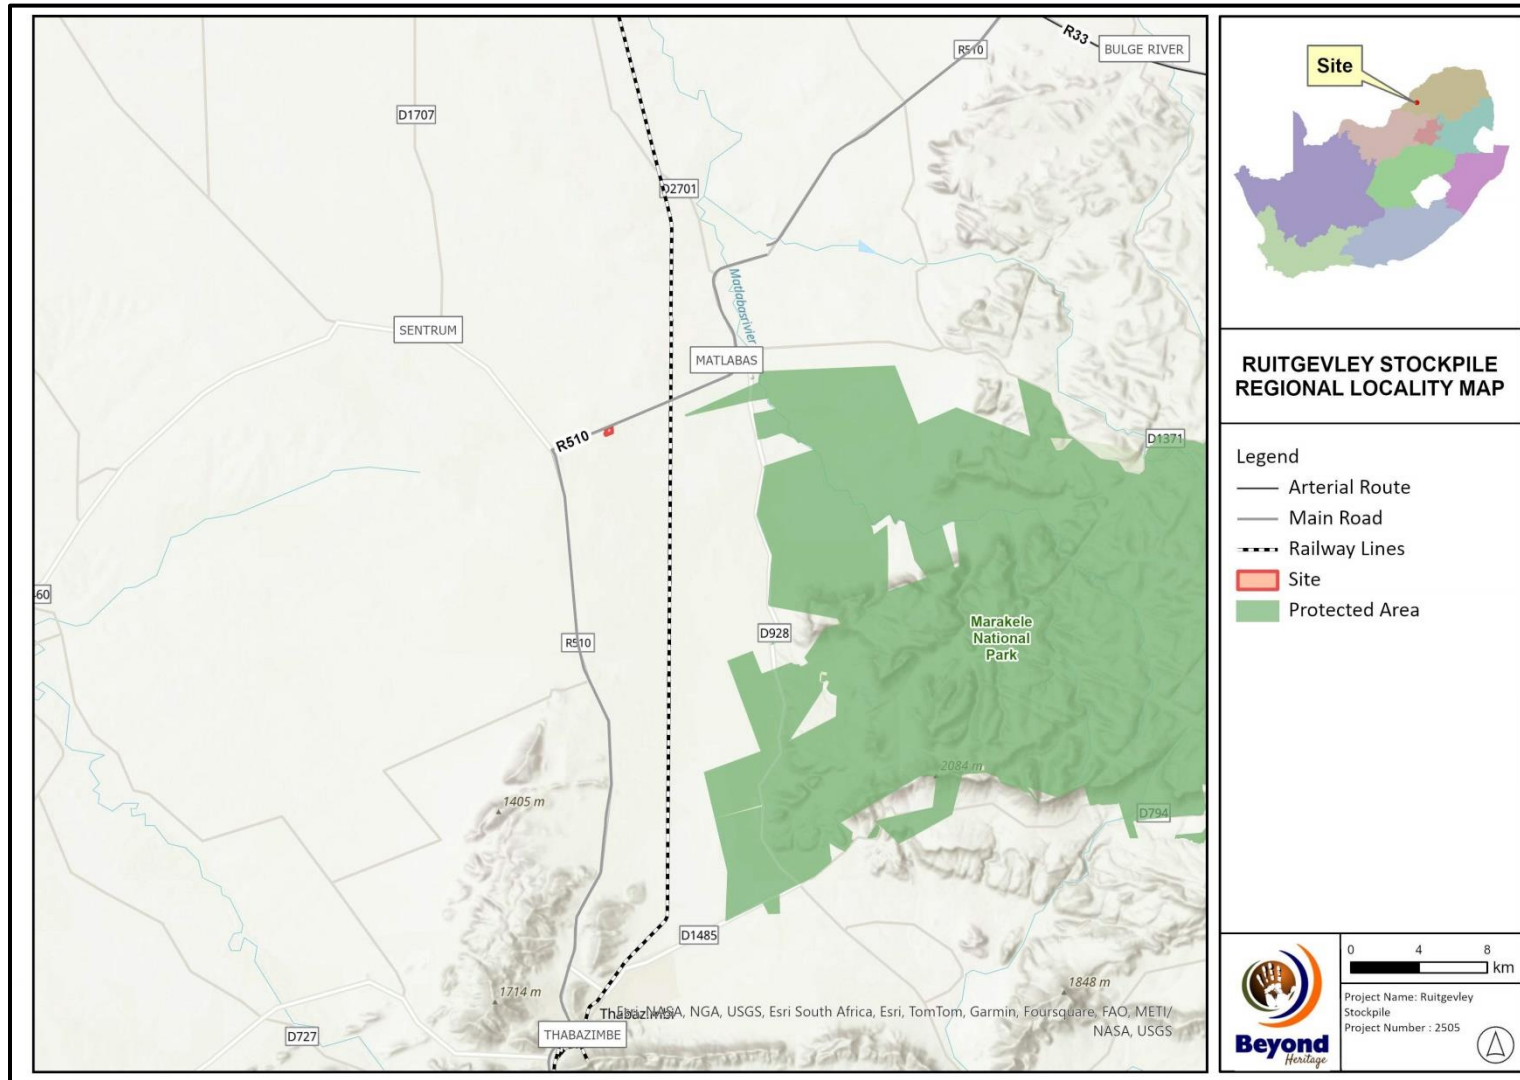 R33
BULGE RIVER
R510
D1707
D2701
Matlabasrivier
SENTRUM
MATLABAS
R510
D1371
460
D928
R510
Marakele
National
Park
2084 m
1405 m
D794
D1485
1714 m
1848 m
Thabazimbi
Esri, NASA, NGA, USGS, Esri South Africa, Esri, TomTom, Garmin, Foursquare, FAO, METI/
NASA, USGS
THABAZIMBE
D727
Site
RUITGEVLEY STOCKPILE
REGIONAL LOCALITY MAP
Legend
Arterial Route
Main Road
Railway Lines
Site
Protected Area
Beyond
Heritage
0 4 8
km
Project Name: Ruitgevley
Stockpile
Project Number : 2505